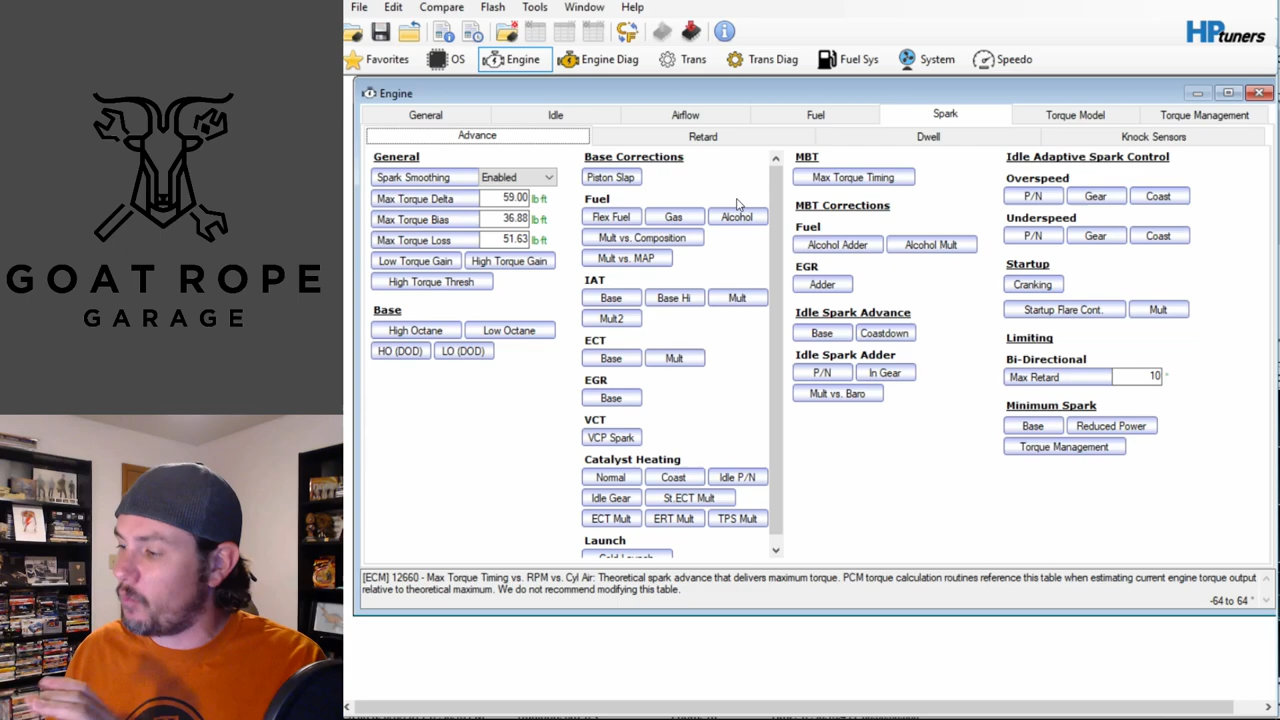 File Edit Compare Flash Tools Window Help
HPtuners
Favorites OS Engine Engine Diag Trans Trans Diag Fuel Sys System Speedo
Engine
General Idle Airflow Fuel Spark Torque Model Torque Management
Advance Retard Dwell Knock Sensors
General
Spark Smoothing Enabled
Max Torque Delta 59.00 lb ft
Max Torque Bias 36.88 lb ft
Max Torque Loss 51.63 lb ft
Low Torque Gain High Torque Gain
High Torque Thresh
Base
High Octane Low Octane
HO (DOD) LO (DOD)
Base Corrections
Piston Slap
Fuel
Flex Fuel Gas Alcohol
Mult vs. Composition
Mult vs. MAP
IAT
Base Base Hi Mult
Mult2
ECT
Base Mult
EGR
Base
VCT
VCP Spark
Catalyst Heating
Normal Coast Idle P/N
Idle Gear St.ECT Mult
ECT Mult ERT Mult TPS Mult
Launch
MBT
Max Torque Timing
MBT Corrections
Fuel
Alcohol Adder Alcohol Mult
EGR
Adder
Idle Spark Advance
Base Coastdown
Idle Spark Adder
P/N In Gear
Mult vs. Baro
Idle Adaptive Spark Control
Overspeed
P/N Gear Coast
Underspeed
P/N Gear Coast
Startup
Cranking
Startup Flare Cont. Mult
Limiting
Bi-Directional
Max Retard 10 °
Minimum Spark
Base Reduced Power
Torque Management
[ECM] 12660 - Max Torque Timing vs. RPM vs. Cyl Air: Theoretical spark advance that delivers maximum torque. PCM torque calculation routines reference this table when estimating current engine torque output
relative to theoretical maximum. We do not recommend modifying this table.
-64 to 64 °
GOAT ROPE
GARAGE